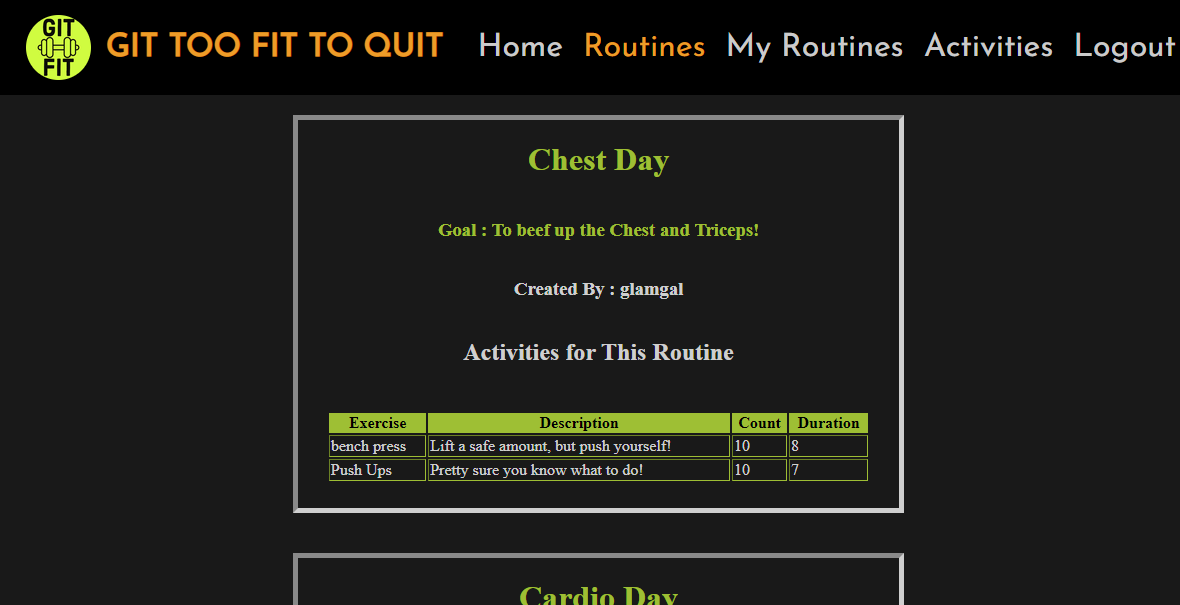 GIT
FIT
GIT TOO FIT TO QUIT Home Routines My Routines Activities Logout
Chest Day
Goal : To beef up the Chest and Triceps!
Created By : glamgal
Activities for This Routine
Exercise Description Count Duration
bench press Lift a safe amount, but push yourself! 10 8
Push Ups Pretty sure you know what to do! 10 7
Cardio Day